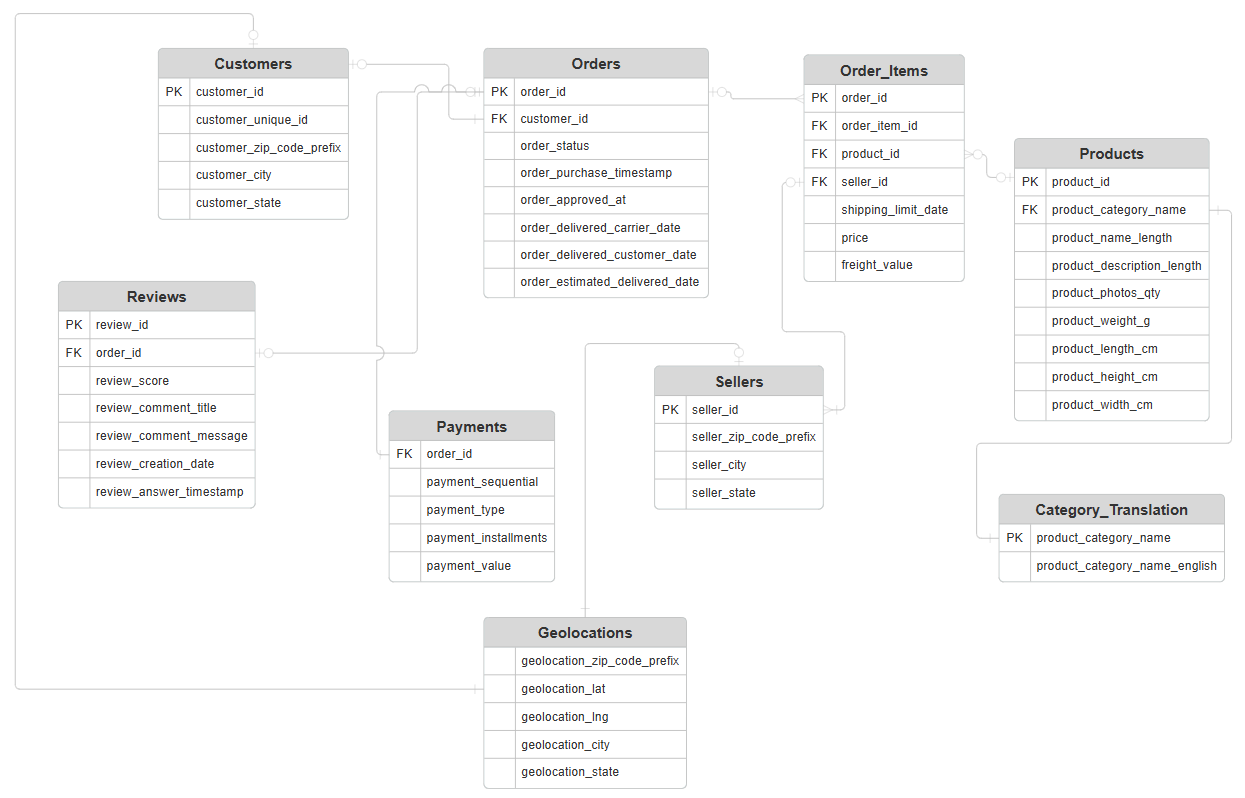 Customers
PK customer_id
customer_unique_id
customer_zip_code_prefix
customer_city
customer_state
Orders
PK order_id
FK customer_id
order_status
order_purchase_timestamp
order_approved_at
order_delivered_carrier_date
order_delivered_customer_date
order_estimated_delivered_date
Order_Items
PK order_id
FK order_item_id
FK product_id
FK seller_id
shipping_limit_date
price
freight_value
Products
PK product_id
FK product_category_name
product_name_length
product_description_length
product_photos_qty
product_weight_g
product_length_cm
product_height_cm
product_width_cm
Reviews
PK review_id
FK order_id
review_score
review_comment_title
review_comment_message
review_creation_date
review_answer_timestamp
Payments
FK order_id
payment_sequential
payment_type
payment_installments
payment_value
Sellers
PK seller_id
seller_zip_code_prefix
seller_city
seller_state
Category_Translation
PK product_category_name
product_category_name_english
Geolocations
geolocation_zip_code_prefix
geolocation_lat
geolocation_lng
geolocation_city
geolocation_state